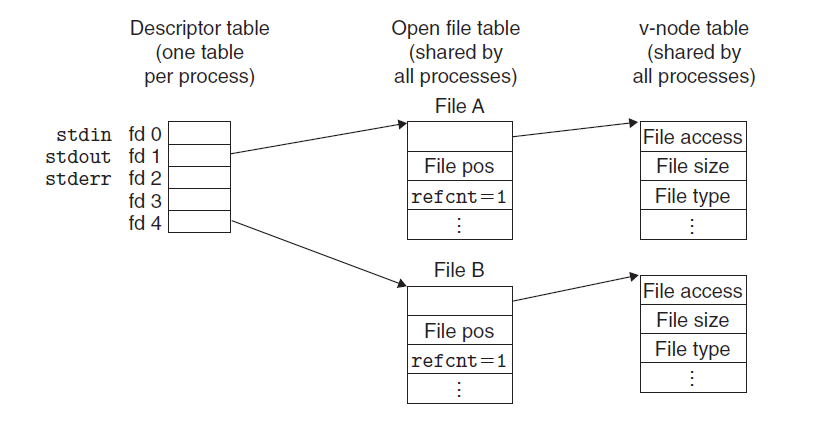 Descriptor table
(one table
per process)
Open file table
(shared by
all processes)
v-node table
(shared by
all processes)
stdin fd 0
stdout fd 1
stderr fd 2
fd 3
fd 4
File A
File pos
refcnt=1
⋮
File access
File size
File type
⋮
File B
File pos
refcnt=1
⋮
File access
File size
File type
⋮